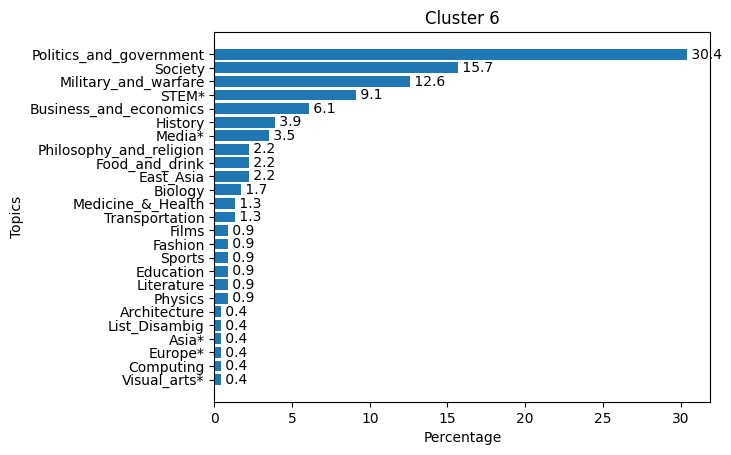 Cluster 6
Politics_and_government 30.4
Society 15.7
Military_and_warfare 12.6
STEM* 9.1
Business_and_economics 6.1
History 3.9
Media* 3.5
Philosophy_and_religion 2.2
Food_and_drink 2.2
East_Asia 2.2
Biology 1.7
Medicine_&_Health 1.3
Transportation 1.3
Films 0.9
Fashion 0.9
Sports 0.9
Education 0.9
Literature 0.9
Physics 0.9
Architecture 0.4
List_Disambig 0.4
Asia* 0.4
Europe* 0.4
Computing 0.4
Visual_arts* 0.4
Topics
0 5 10 15 20 25 30
Percentage